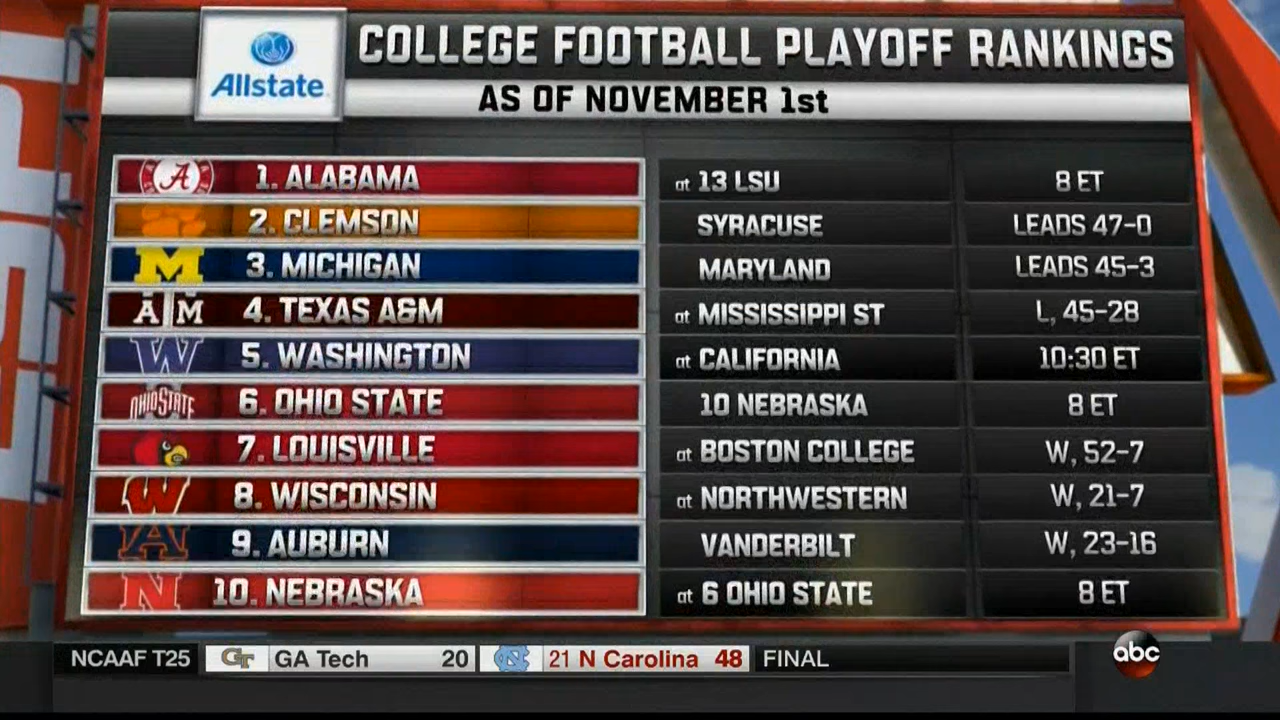 Allstate
COLLEGE FOOTBALL PLAYOFF RANKINGS
AS OF NOVEMBER 1st
A 1. ALABAMA at 13 LSU 8 ET
2. CLEMSON SYRACUSE LEADS 47-0
M 3. MICHIGAN MARYLAND LEADS 45-3
ATM 4. TEXAS A&M at MISSISSIPPI ST L, 45-28
W 5. WASHINGTON at CALIFORNIA 10:30 ET
OHIO STATE 6. OHIO STATE 10 NEBRASKA 8 ET
7. LOUISVILLE at BOSTON COLLEGE W, 52-7
W 8. WISCONSIN at NORTHWESTERN W, 21-7
AU 9. AUBURN VANDERBILT W, 23-16
N 10. NEBRASKA at 6 OHIO STATE 8 ET
NCAAF T25 GT GA Tech 20 NC 21 N Carolina 48 FINAL
abc